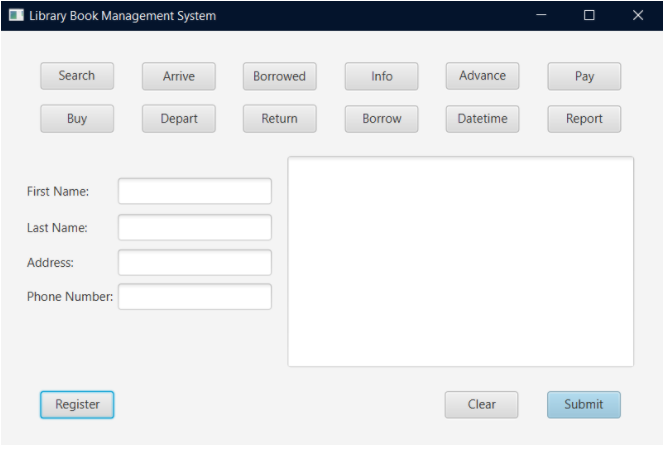 Library Book Management System
Search Arrive Borrowed Info Advance Pay
Buy Depart Return Borrow Datetime Report
First Name:
Last Name:
Address:
Phone Number:
Register Clear Submit